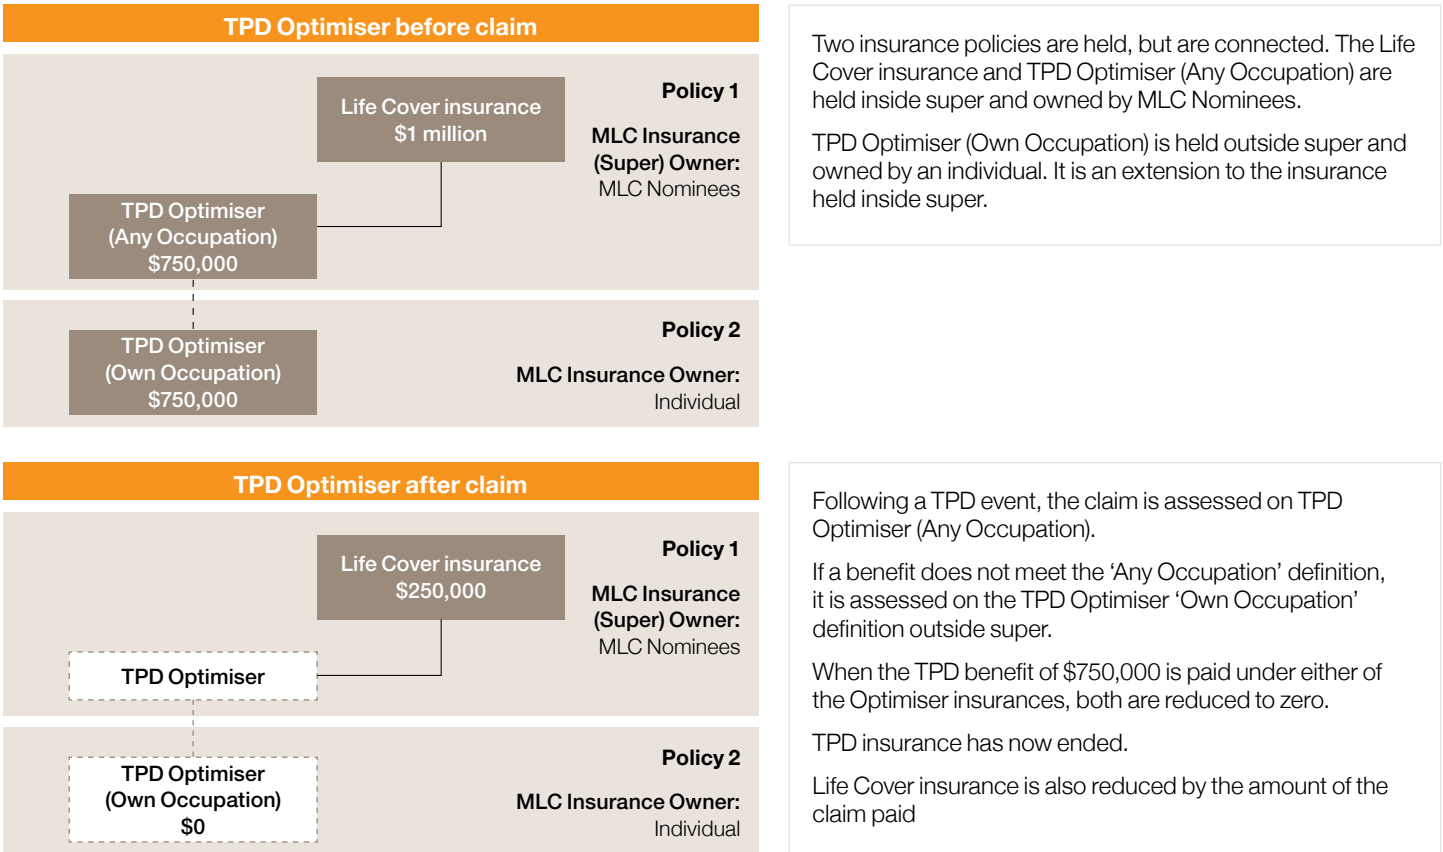 TPD Optimiser before claim
Life Cover insurance
$1 million
Policy 1
MLC Insurance
(Super) Owner:
MLC Nominees
TPD Optimiser
(Any Occupation)
$750,000
TPD Optimiser
(Own Occupation)
$750,000
Policy 2
MLC Insurance Owner:
Individual
Two insurance policies are held, but are connected. The Life
Cover insurance and TPD Optimiser (Any Occupation) are
held inside super and owned by MLC Nominees.
TPD Optimiser (Own Occupation) is held outside super and
owned by an individual. It is an extension to the insurance
held inside super.
TPD Optimiser after claim
Life Cover insurance
$250,000
Policy 1
MLC Insurance
(Super) Owner:
MLC Nominees
TPD Optimiser
TPD Optimiser
(Own Occupation)
$0
Policy 2
MLC Insurance Owner:
Individual
Following a TPD event, the claim is assessed on TPD
Optimiser (Any Occupation).
If a benefit does not meet the ‘Any Occupation’ definition,
it is assessed on the TPD Optimiser ‘Own Occupation’
definition outside super.
When the TPD benefit of $750,000 is paid under either of
the Optimiser insurances, both are reduced to zero.
TPD insurance has now ended.
Life Cover insurance is also reduced by the amount of the
claim paid